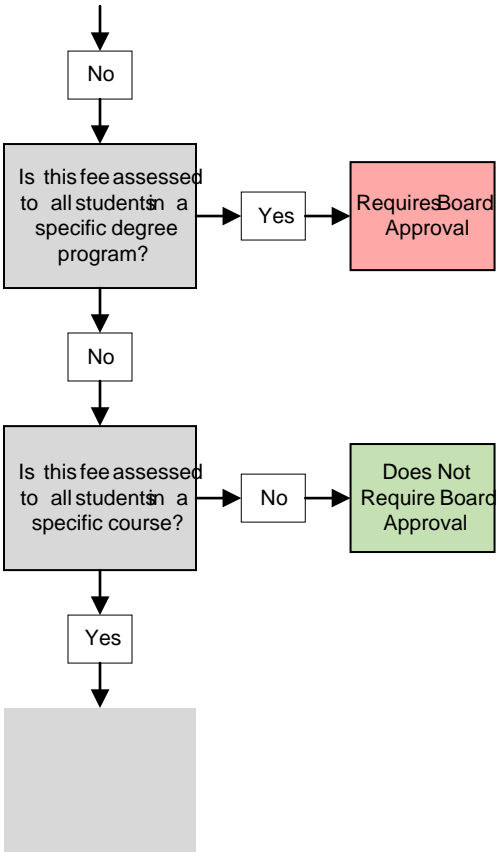 No
Is this fee assessed
to all students in a
specific degree
program?
Yes
Requires Board
Approval
No
Is this fee assessed
to all students in a
specific course?
No
Does Not
Require Board
Approval
Yes